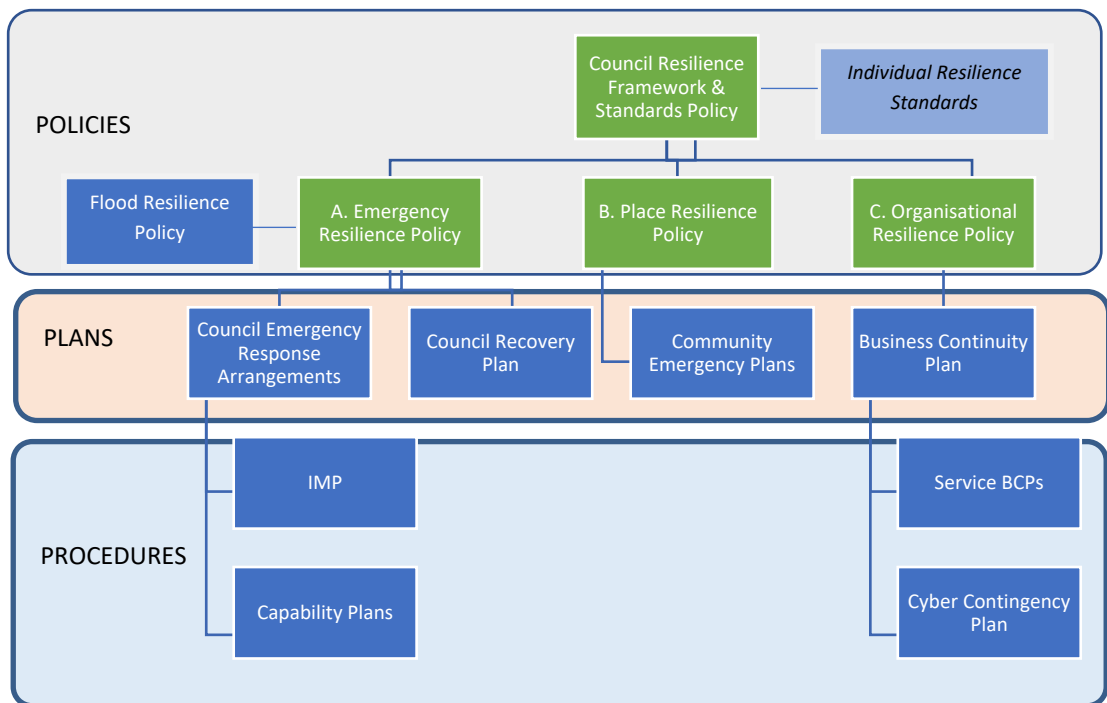 Council Resilience
Framework &
Standards Policy
Individual Resilience
Standards
POLICIES
Flood Resilience
Policy
A. Emergency
Resilience Policy
B. Place Resilience
Policy
C. Organisational
Resilience Policy
PLANS
Council Emergency
Response
Arrangements
Council Recovery
Plan
Community
Emergency Plans
Business Continuity
Plan
IMP
Service BCPs
PROCEDURES
Capability Plans
Cyber Contingency
Plan